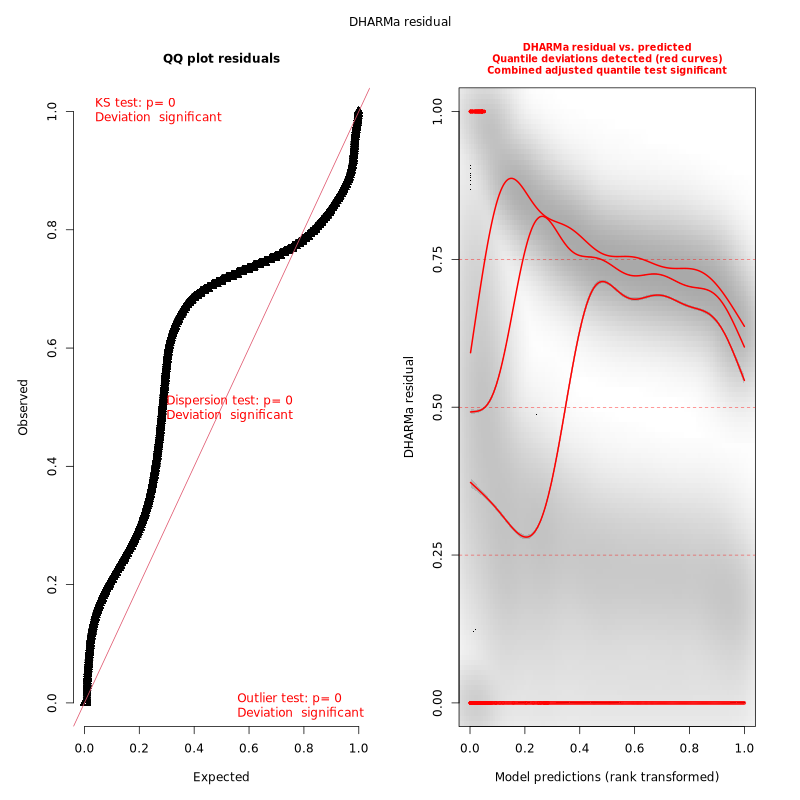 DHARMa residual
QQ plot residuals
KS test: p= 0
Deviation significant
Dispersion test: p= 0
Deviation significant
Outlier test: p= 0
Deviation significant
Observed
0.0 0.2 0.4 0.6 0.8 1.0
0.0 0.2 0.4 0.6 0.8 1.0
Expected
DHARMa residual vs. predicted
Quantile deviations detected (red curves)
Combined adjusted quantile test significant
DHARMa residual
0.00 0.25 0.50 0.75 1.00
0.0 0.2 0.4 0.6 0.8 1.0
Model predictions (rank transformed)